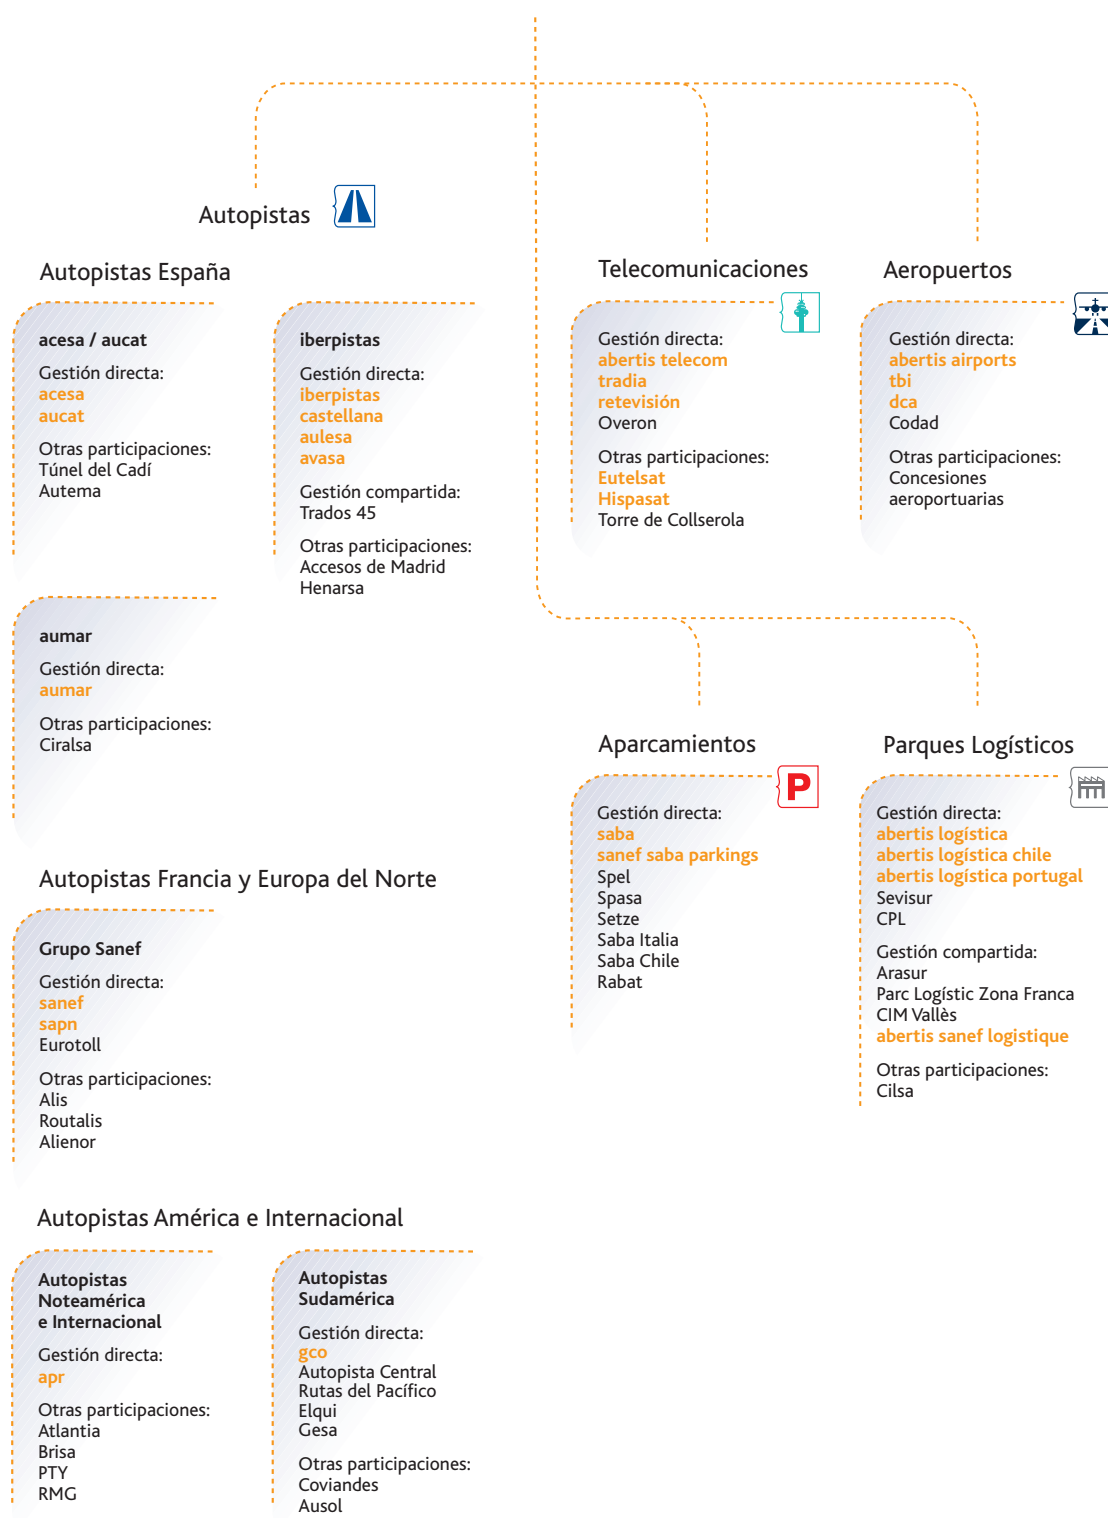 Autopistas
Autopistas España
acesa / aucat
Gestión directa:
acesa
aucat
Otras participaciones:
Túnel del Cadí
Autema
iberpistas
Gestión directa:
iberpistas
castellana
aulesa
avasa
Gestión compartida:
Trados 45
Otras participaciones:
Accesos de Madrid
Henarsa
aumar
Gestión directa:
aumar
Otras participaciones:
Ciralsa
Autopistas Francia y Europa del Norte
Grupo Sanef
Gestión directa:
sanef
sapn
Eurotoll
Otras participaciones:
Alis
Routalis
Alienor
Autopistas América e Internacional
Autopistas
Noteamérica
e Internacional
Gestión directa:
apr
Otras participaciones:
Atlantia
Brisa
PTY
RMG
Autopistas
Sudamérica
Gestión directa:
gco
Autopista Central
Rutas del Pacífico
Elqui
Gesa
Otras participaciones:
Coviandes
Ausol
Telecomunicaciones
Gestión directa:
abertis telecom
tradia
retevisión
Overon
Otras participaciones:
Eutelsat
Hispasat
Torre de Collserola
Aeropuertos
Gestión directa:
abertis airports
tbi
dca
Codad
Otras participaciones:
Concesiones
aeroportuarias
Aparcamientos
P
Gestión directa:
saba
sanef saba parkings
Spel
Spasa
Setze
Saba Italia
Saba Chile
Rabat
Parques Logísticos
Gestión directa:
abertis logística
abertis logística chile
abertis logística portugal
Sevisur
CPL
Gestión compartida:
Arasur
Parc Logístic Zona Franca
CIM Vallès
abertis sanef logistique
Otras participaciones:
Cilsa